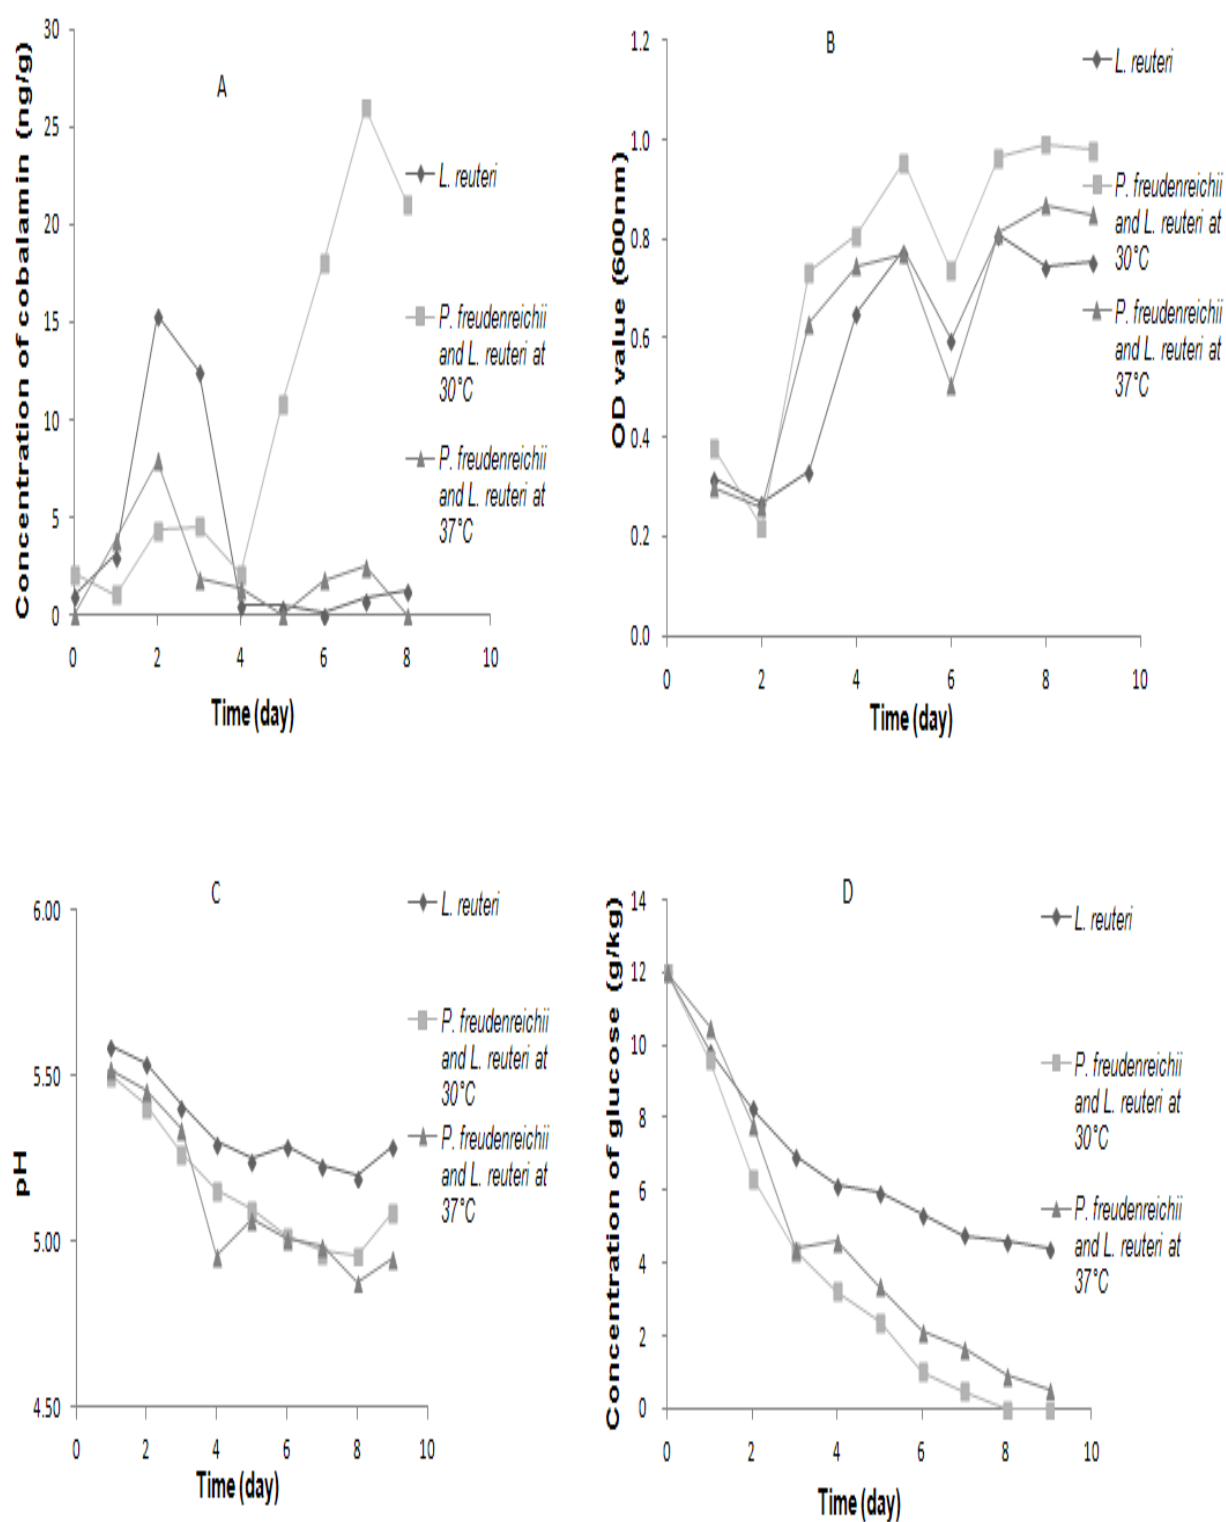 A
Concentration of cobalamin (ng/g)
30
25
20
15
10
5
0
0 2 4 6 8 10
Time (day)
L. reuteri
P. freudenreichii
and L. reuteri at
30°C
P. freudenreichii
and L. reuteri at
37°C
B
OD value (600nm)
1.2
1.0
0.8
0.6
0.4
0.2
0.0
0 2 4 6 8 10
Time (day)
L. reuteri
P. freudenreichii
and L. reuteri at
30°C
P. freudenreichii
and L. reuteri at
37°C
C
pH
6.00
5.50
5.00
4.50
0 2 4 6 8 10
Time (day)
L. reuteri
P. freudenreichii
and L. reuteri at
30°C
P. freudenreichii
and L. reuteri at
37°C
D
Concentration of glucose (g/kg)
14
12
10
8
6
4
2
0
0 2 4 6 8 10
Time (day)
L. reuteri
P. freudenreichii
and L. reuteri at
30°C
P. freudenreichii
and L. reuteri at
37°C